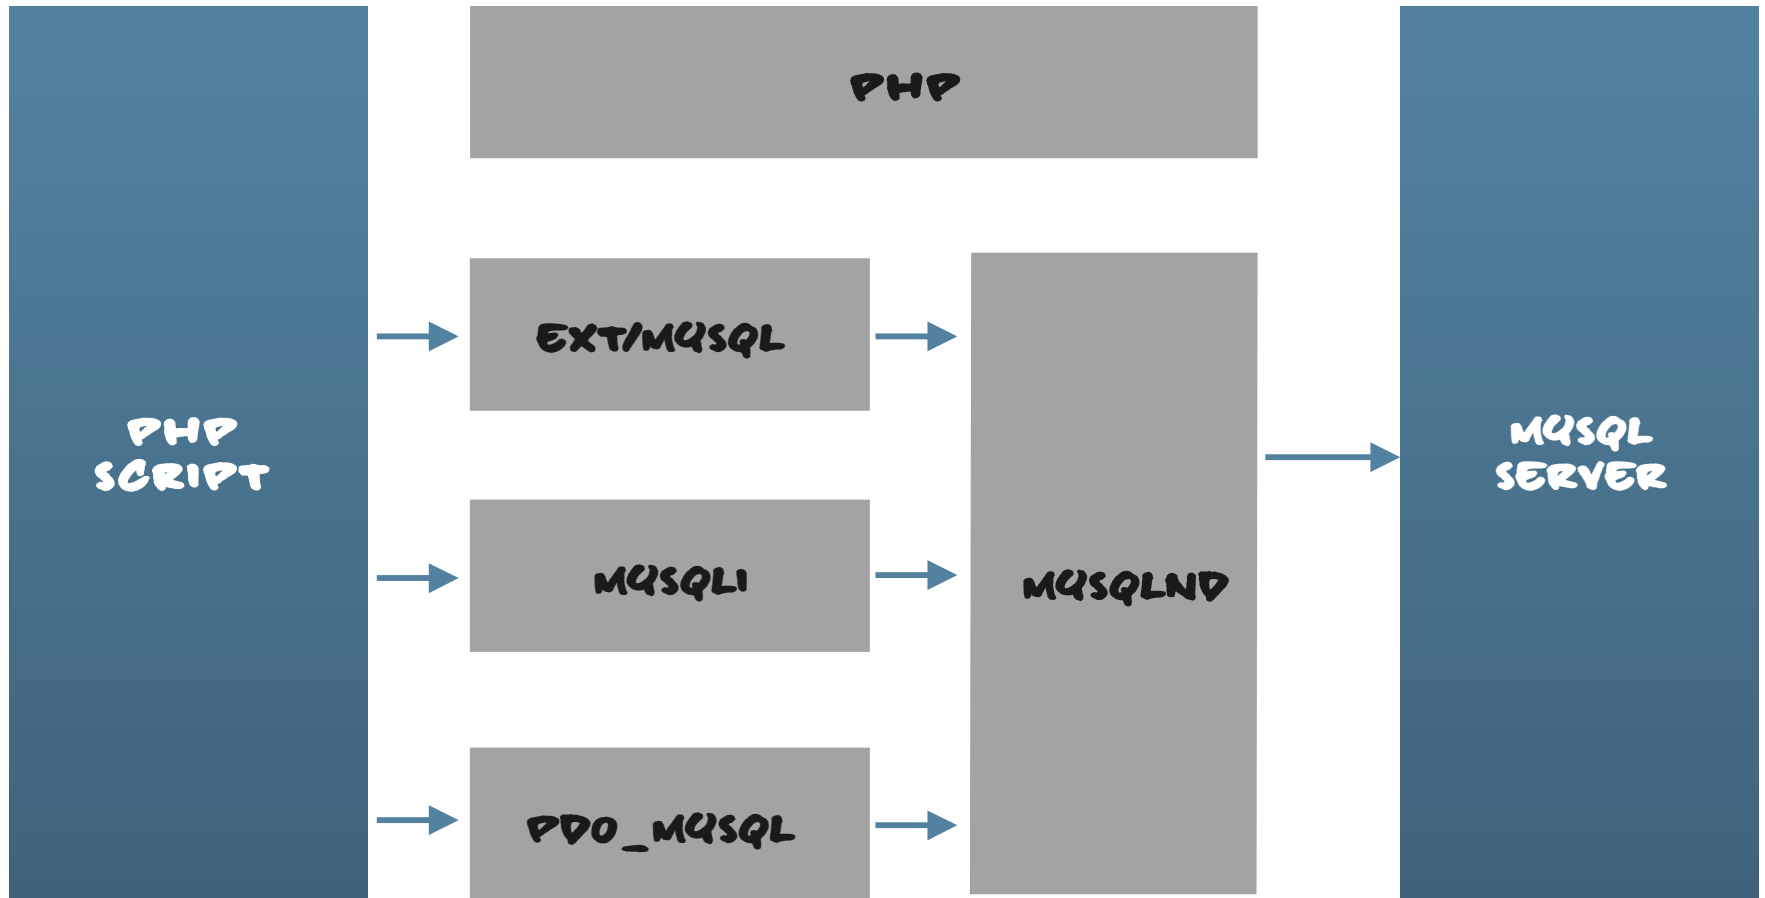 PHP
PHP
SCRIPT
EXT/MYSQL
MYSQLI
PDO_MYSQL
MYSQLND
MYSQL
SERVER